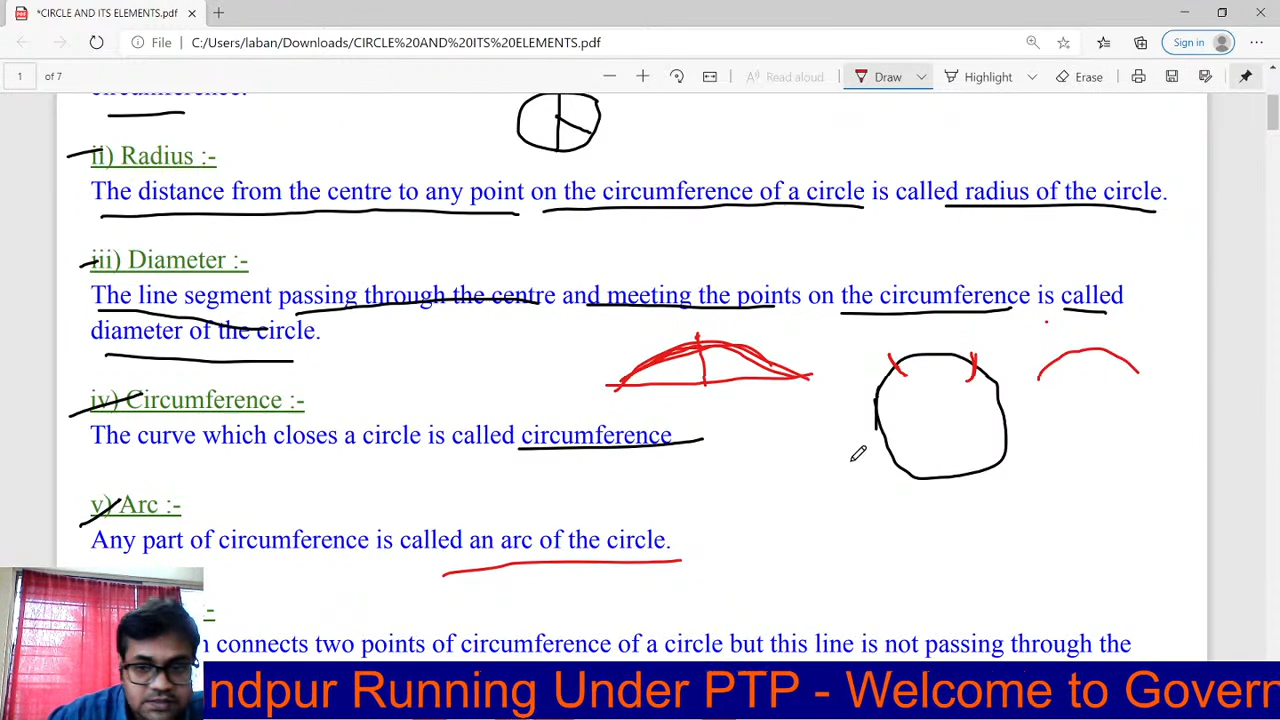 *CIRCLE AND ITS ELEMENTS.pdf
File C:/Users/laban/Downloads/CIRCLE%20AND%20ITS%20ELEMENTS.pdf Sign in
1 of 7 Read aloud Draw Highlight Erase
circumference.
ii) Radius :-
The distance from the centre to any point on the circumference of a circle is called radius of the circle.
iii) Diameter :-
The line segment passing through the centre and meeting the points on the circumference is called
diameter of the circle.
iv) Circumference :-
The curve which closes a circle is called circumference
v) Arc :-
Any part of circumference is called an arc of the circle.
:-
connects two points of circumference of a circle but this line is not passing through the
ndpur Running Under PTP - Welcome to Govern